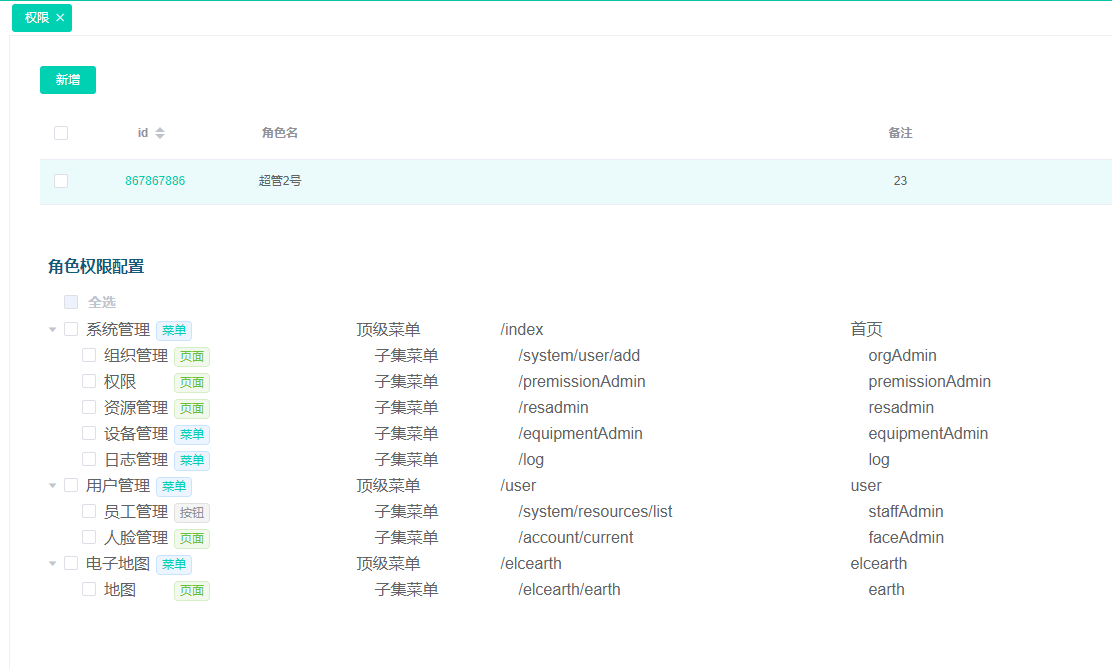 权限 ×
新增
id 角色名 备注
867867886 超管2号 23
角色权限配置
全选
系统管理 菜单 顶级菜单 /index 首页
组织管理 页面 子集菜单 /system/user/add orgAdmin
权限 页面 子集菜单 /premissionAdmin premissionAdmin
资源管理 页面 子集菜单 /resadmin resadmin
设备管理 菜单 子集菜单 /equipmentAdmin equipmentAdmin
日志管理 菜单 子集菜单 /log log
用户管理 菜单 顶级菜单 /user user
员工管理 按钮 子集菜单 /system/resources/list staffAdmin
人脸管理 页面 子集菜单 /account/current faceAdmin
电子地图 菜单 顶级菜单 /elcearth elcearth
地图 页面 子集菜单 /elcearth/earth earth